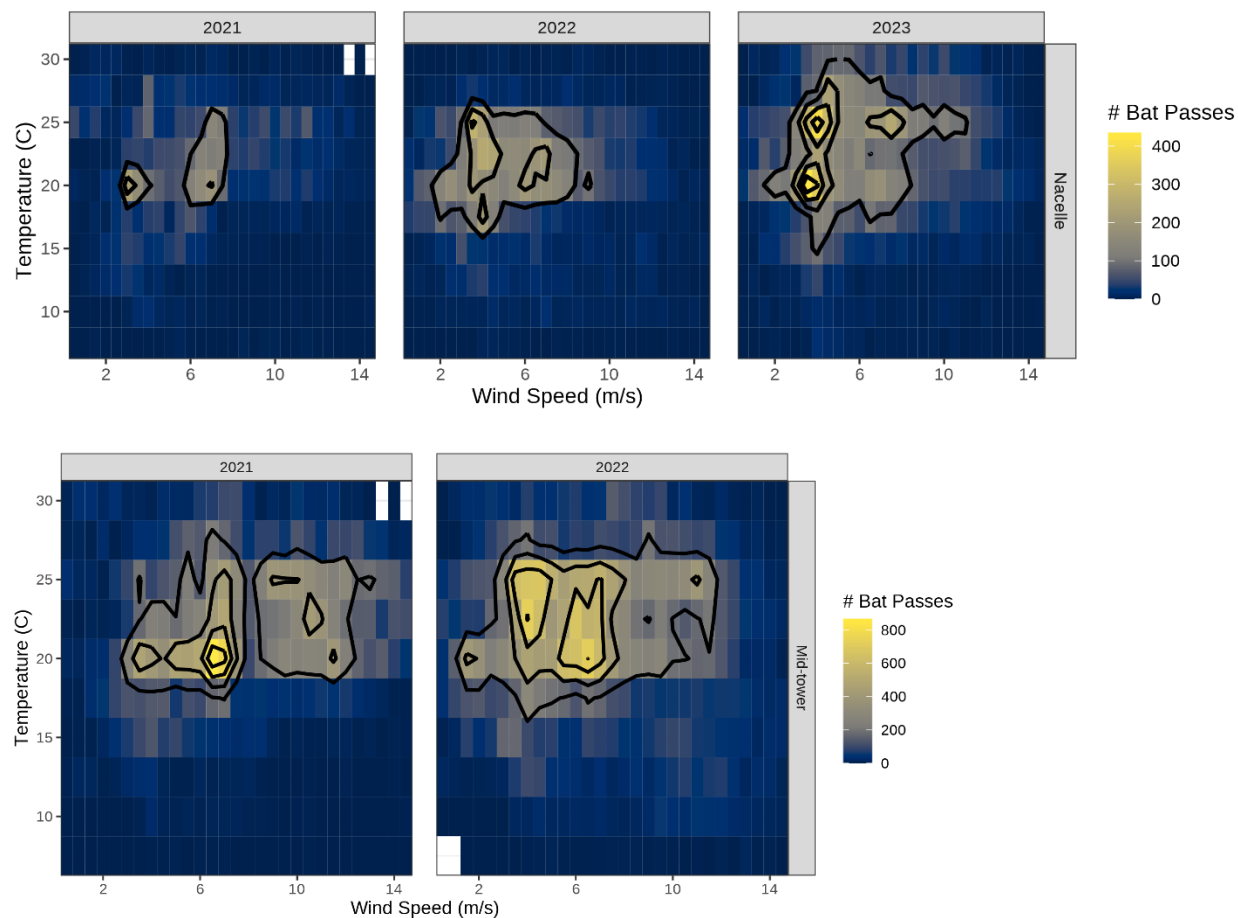 2021 2022 2023
30
25
20
15
10
Temperature (C)
Nacelle
# Bat Passes
400
300
200
100
0
2 6 10 14 2 6 10 14 2 6 10 14
Wind Speed (m/s)
2021 2022
30
25
20
15
10
Temperature (C)
Mid-tower
# Bat Passes
800
600
400
200
0
2 6 10 14 2 6 10 14
Wind Speed (m/s)